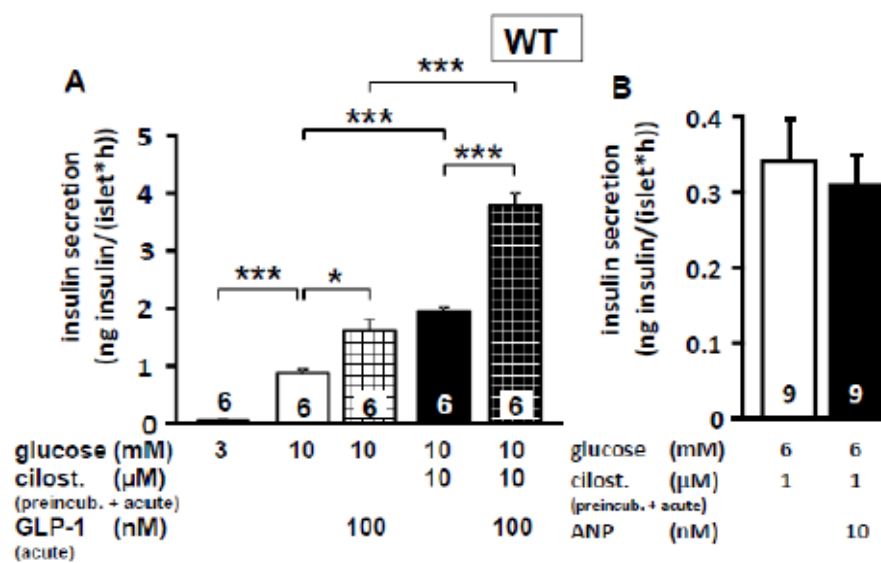 WT
A
***
***
***
***
*
insulin secretion
(ng insulin/(islet*h))
5
4
3
2
1
0
6
6
6
6
6
glucose (mM) 3 10 10 10 10
cilost. (µM) 10 10
(preincub. + acute)
GLP-1 (nM) 100 100
(acute)
B
insulin secretion
(ng insulin/(islet*h))
0.4
0.3
0.2
0.1
0
9
9
glucose (mM) 6 6
cilost. (µM) 1 1
(preincub. + acute)
ANP (nM) 10